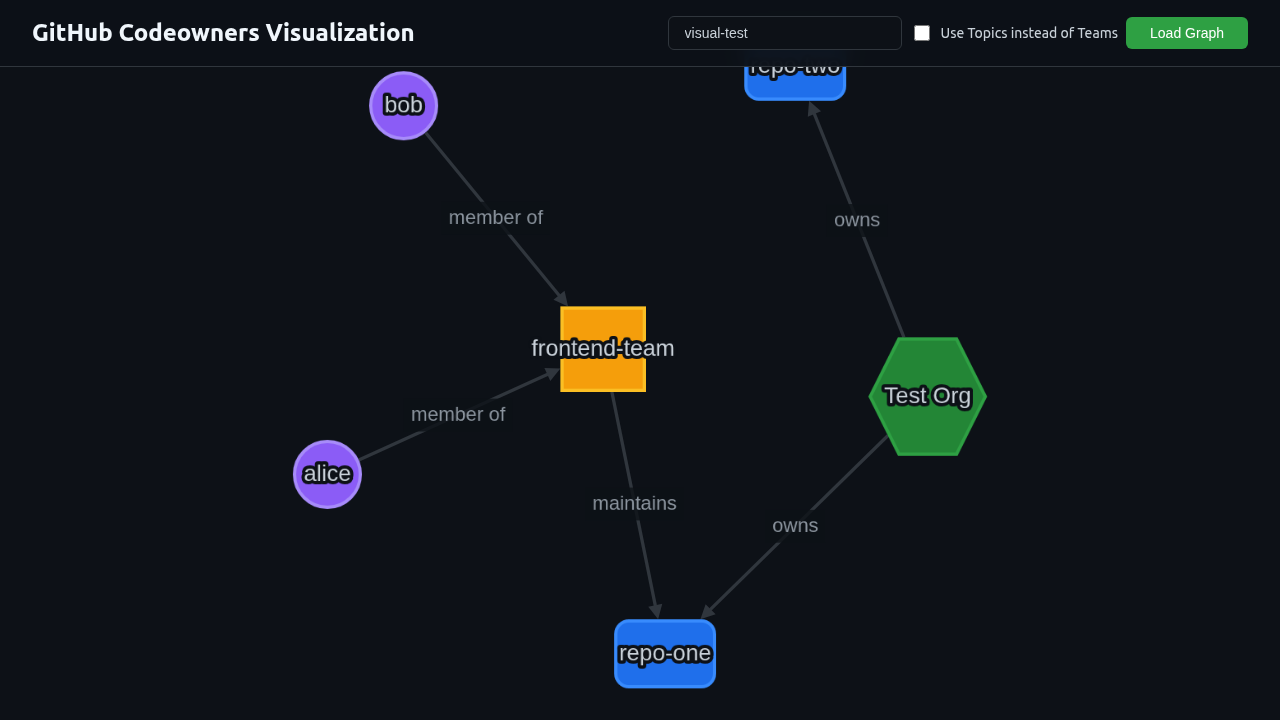 GitHub Codeowners Visualization
visual-test
Use Topics instead of Teams
Load Graph
repo-two
bob
member of
owns
frontend-team
Test Org
member of
alice
maintains
owns
repo-one